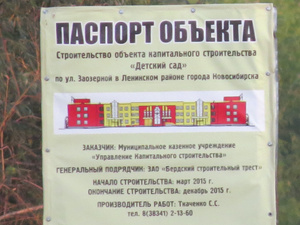 ПАСПОРТ ОБЪЕКТА
Строительство объекта капитального строительства
«Детский сад»
по ул. Заозерной в Ленинском районе города Новосибирска
ЗАКАЗЧИК: Муниципальное казенное учреждение
"Управление Капитального строительства"
ГЕНЕРАЛЬНЫЙ ПОДРЯДЧИК: ЗАО «Бердский строительный трест»
НАЧАЛО СТРОИТЕЛЬСТВА: март 2015 г.
ОКОНЧАНИЕ СТРОИТЕЛЬСТВА: декабрь 2015 г.
ПРОИЗВОДИТЕЛЬ РАБОТ: Ткаченко С.С.
тел. 8(38341) 2-13-60